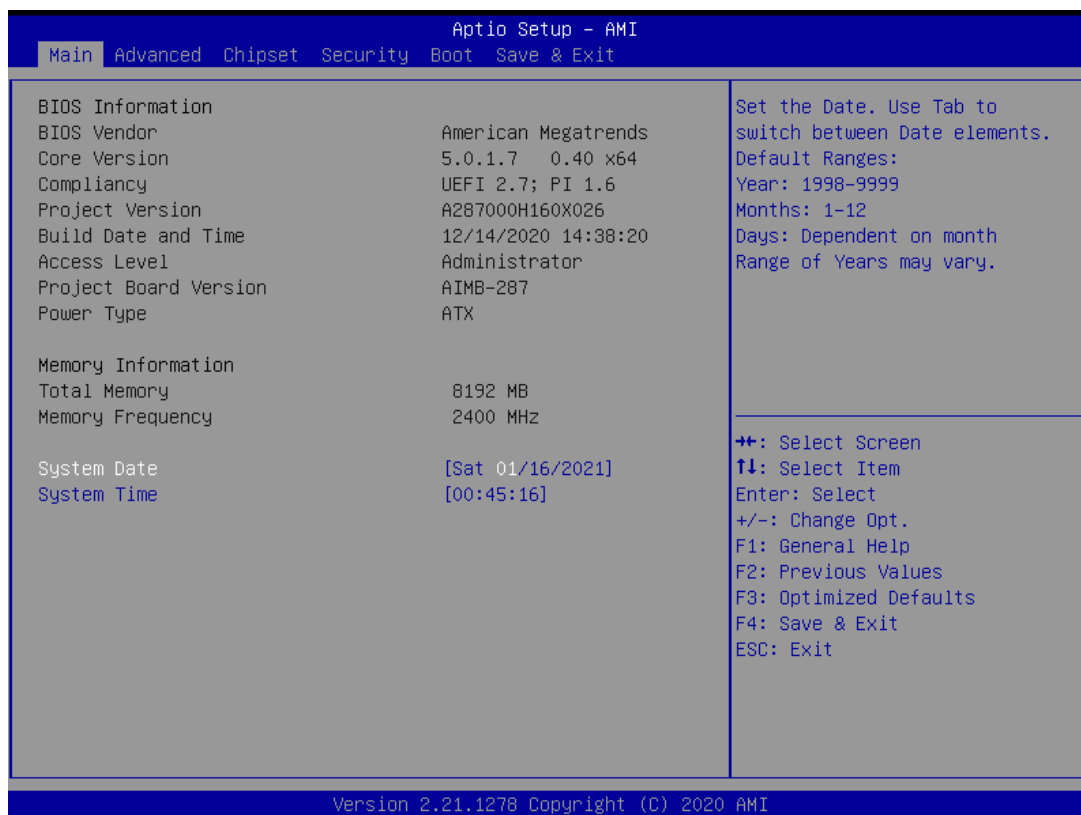 Aptio Setup – AMI
Main Advanced Chipset Security Boot Save & Exit
BIOS Information
BIOS Vendor American Megatrends
Core Version 5.0.1.7 0.40 x64
Compliancy UEFI 2.7; PI 1.6
Project Version A287000H160X026
Build Date and Time 12/14/2020 14:38:20
Access Level Administrator
Project Board Version AIMB-287
Power Type ATX
Memory Information
Total Memory 8192 MB
Memory Frequency 2400 MHz
System Date [Sat 01/16/2021]
System Time [00:45:16]
Set the Date. Use Tab to
switch between Date elements.
Default Ranges:
Year: 1998-9999
Months: 1-12
Days: Dependent on month
Range of Years may vary.
→←: Select Screen
↑↓: Select Item
Enter: Select
+/-: Change Opt.
F1: General Help
F2: Previous Values
F3: Optimized Defaults
F4: Save & Exit
ESC: Exit
Version 2.21.1278 Copyright (C) 2020 AMI